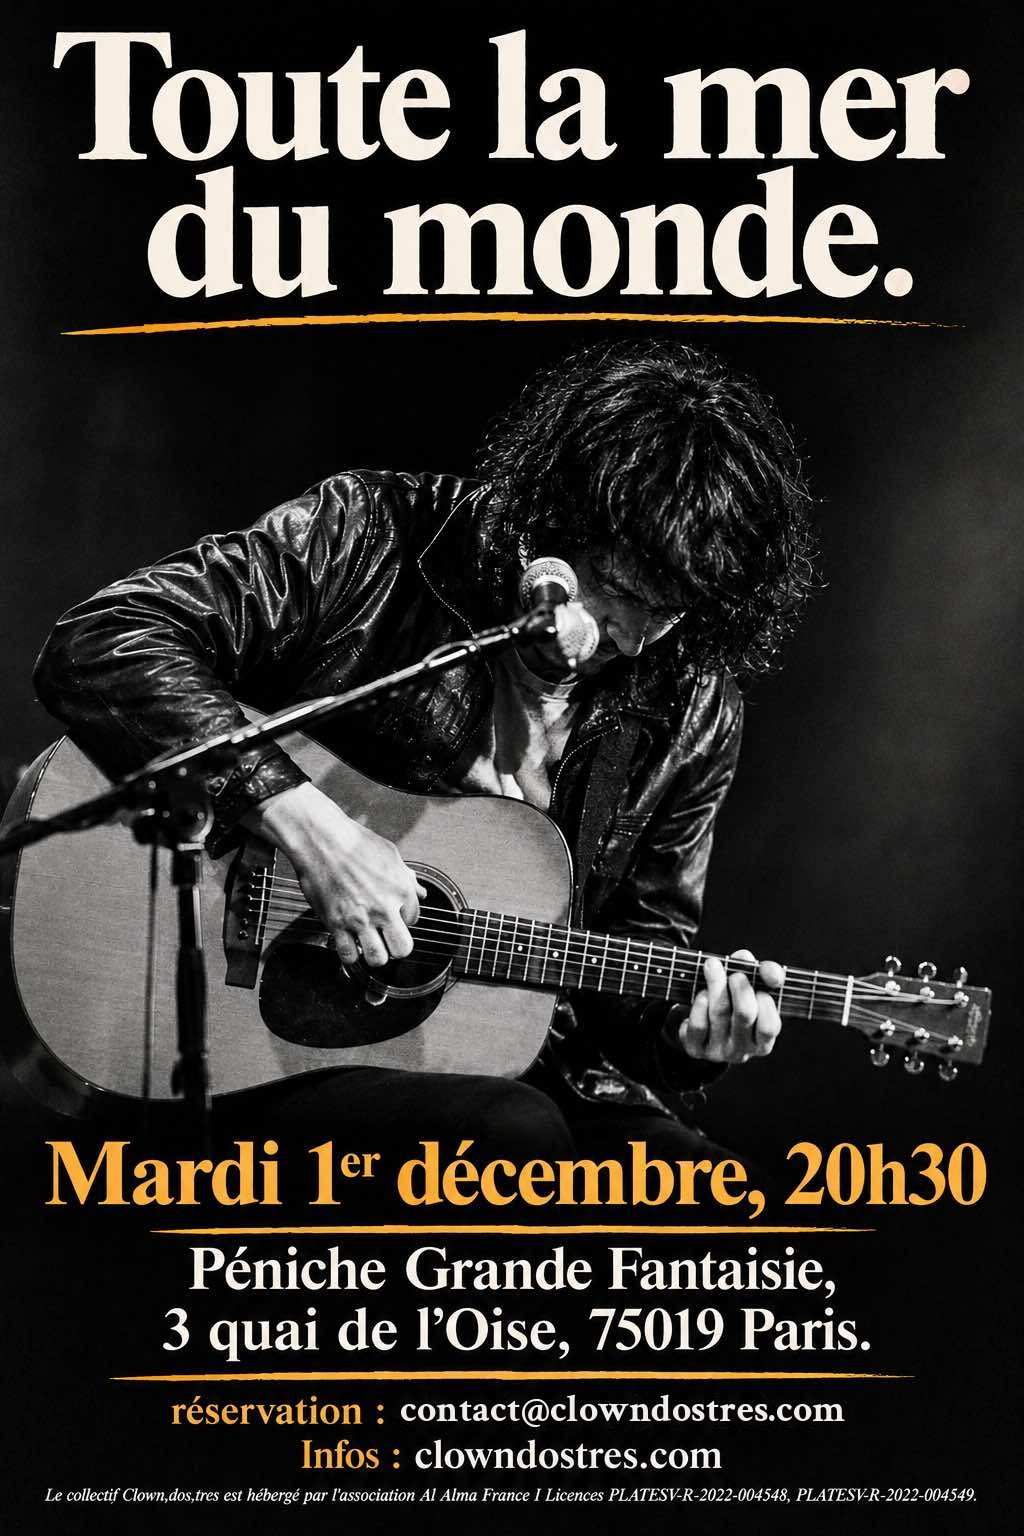 Toute la mer
du monde.
Mardi 1er décembre, 20h30
Péniche Grande Fantaisie,
3 quai de l'Oise, 75019 Paris.
réservation : contact@clowndostres.com
Infos : clowndostres.com
Le collectif Clown,dos,tres est hébergé par l'association Al Alma France I Licences PLATESV-R-2022-004548, PLATESV-R-2022-004549.